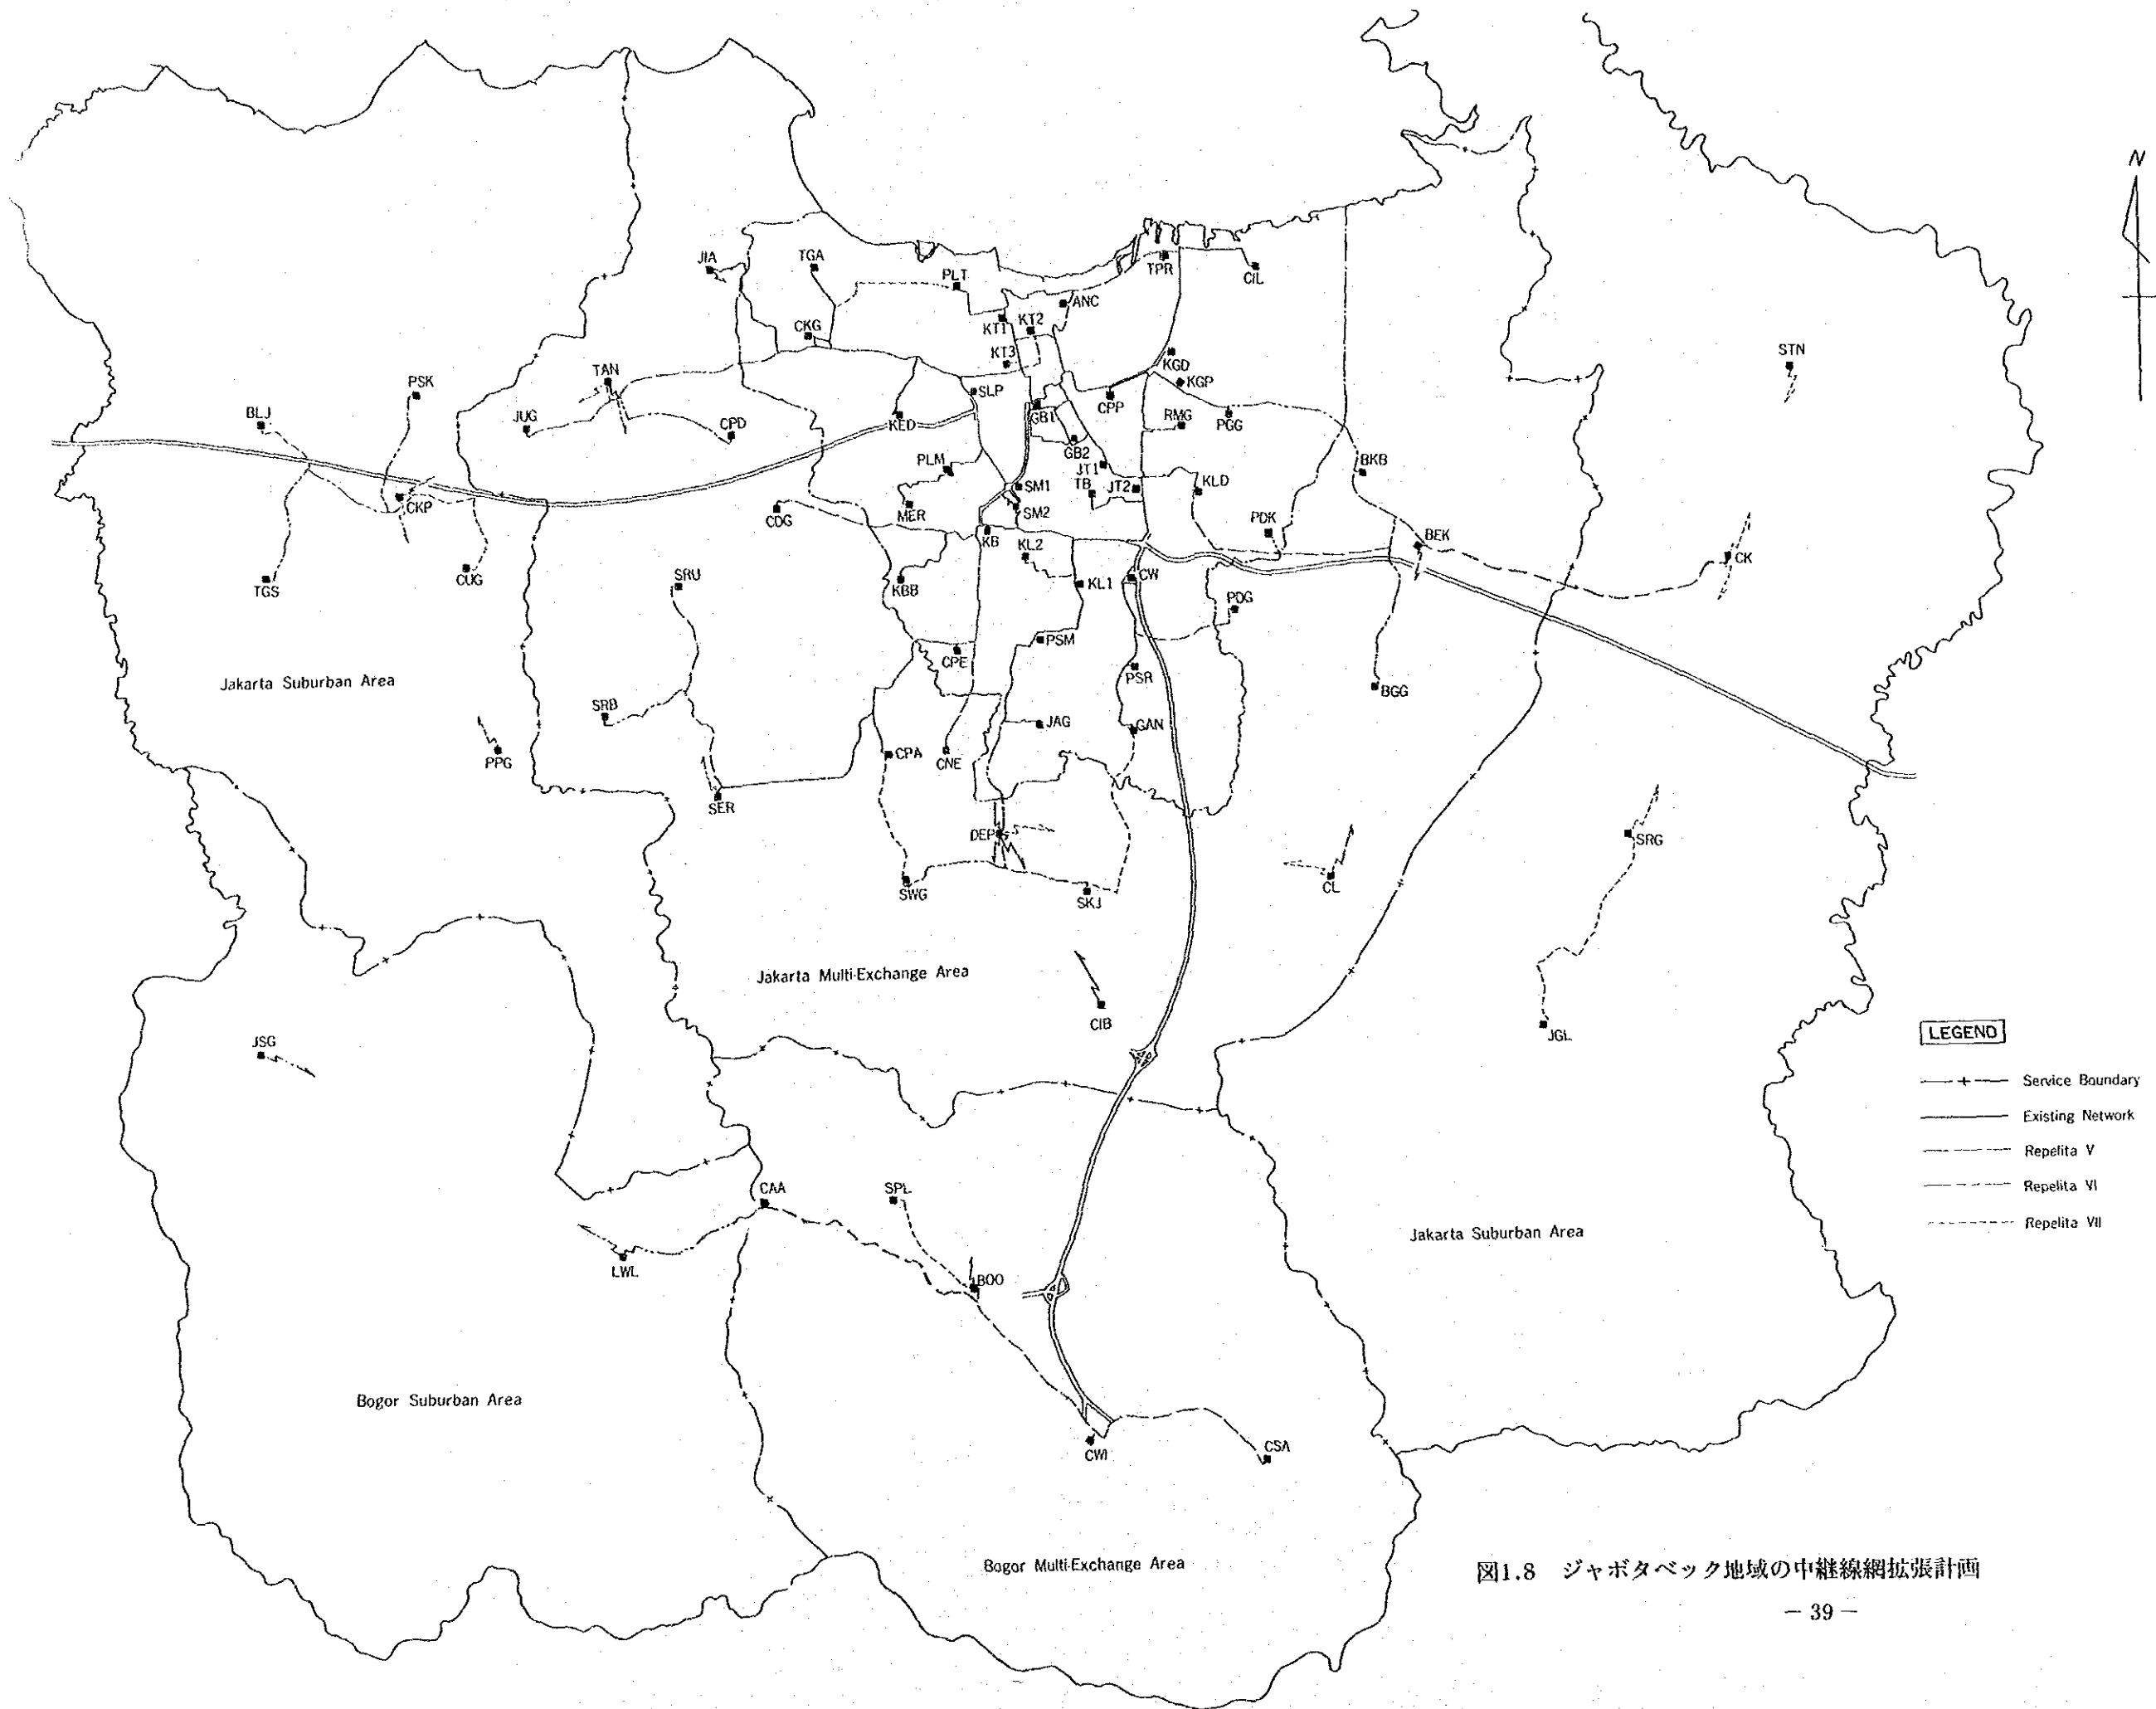 N
JIA
TGA
PLT
TPR
CIL
ANC
CKG
KT1
KT2
KT3
KGD
KGP
STN
PSK
TAN
SLP
BLJ
JUG
CPD
KED
GB1
CPP
RMG
PGG
GB2
PLM
JT1
TB
JT2
KLD
BKB
SM1
SM2
CKP
CDG
MER
KB
KL2
PDK
BEK
CK
TGS
CUG
SRU
KBB
KL1
CW
PDG
PSM
CPE
PSR
BGG
Jakarta Suburban Area
SRB
JAG
GAN
PPG
CPA
CNE
SER
DEP
SRG
SWG
SKJ
CL
Jakarta Multi-Exchange Area
CIB
JGL
JSG
LEGEND
Service Boundary
Existing Network
Repelita V
Repelita VI
Repelita VII
CAA
SPL
Jakarta Suburban Area
LWL
BOO
Bogor Suburban Area
CWI
CSA
Bogor Multi-Exchange Area
図1.8 ジャボタベック地域の中継線網拡張計画
− 39 −